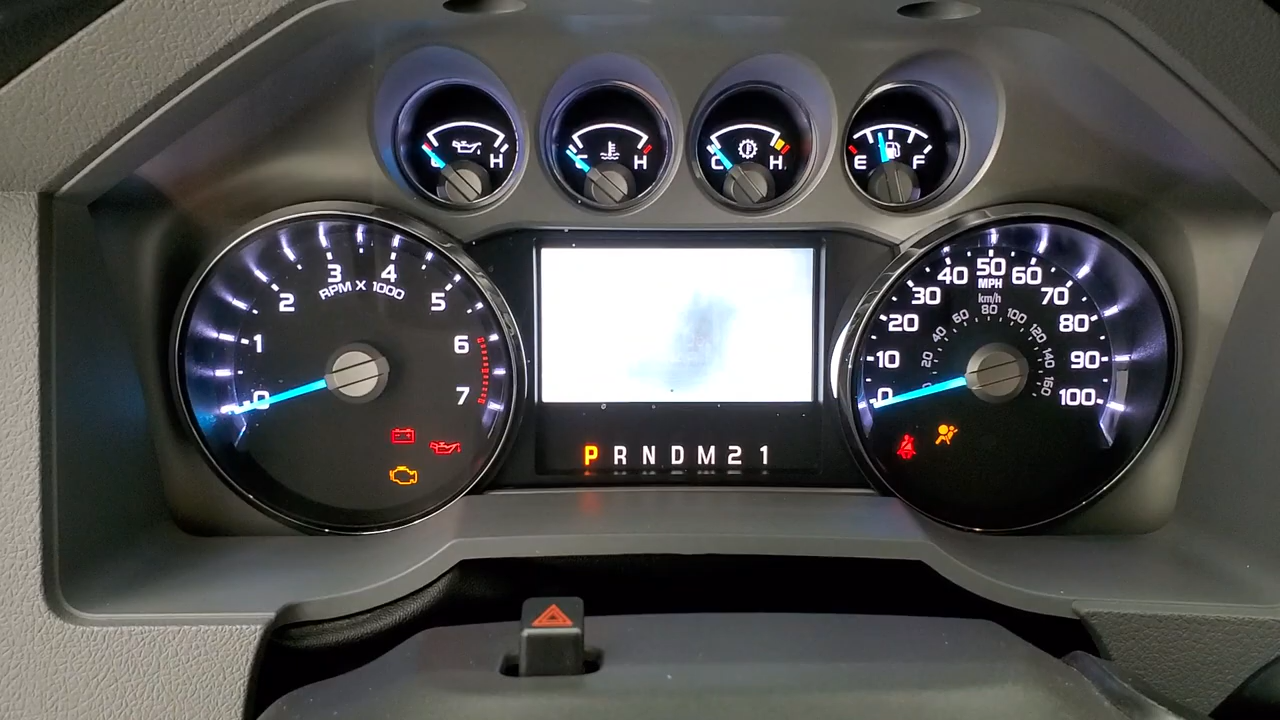 H
H
C H
E F
1 2 3 4 5 6 7
RPM X 1000
0 10 20 30 40 50 60 70 80 90 100
MPH
km/h
20 40 60 80 100 120 140 160
P R N D M 2 1